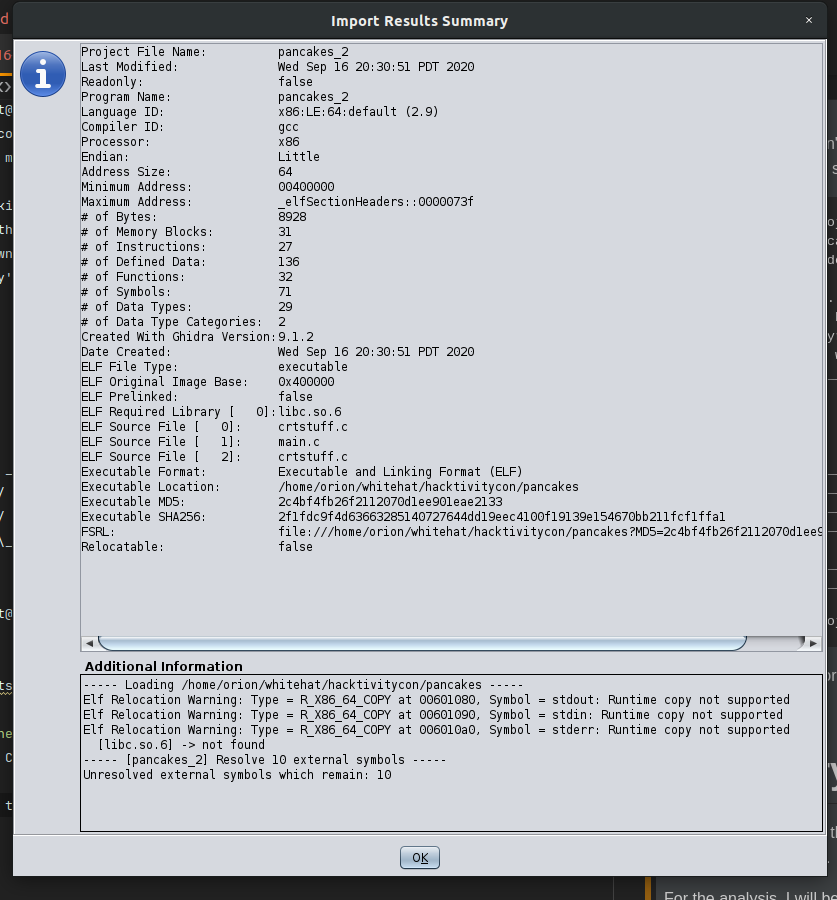 Import Results Summary
Project File Name: pancakes_2
Last Modified: Wed Sep 16 20:30:51 PDT 2020
Readonly: false
Program Name: pancakes_2
Language ID: x86:LE:64:default (2.9)
Compiler ID: gcc
Processor: x86
Endian: Little
Address Size: 64
Minimum Address: 00400000
Maximum Address: _elfSectionHeaders::0000073f
# of Bytes: 8928
# of Memory Blocks: 31
# of Instructions: 27
# of Defined Data: 136
# of Functions: 32
# of Symbols: 71
# of Data Types: 29
# of Data Type Categories: 2
Created With Ghidra Version: 9.1.2
Date Created: Wed Sep 16 20:30:51 PDT 2020
ELF File Type: executable
ELF Original Image Base: 0x400000
ELF Prelinked: false
ELF Required Library [ 0]: libc.so.6
ELF Source File [ 0]: crtstuff.c
ELF Source File [ 1]: main.c
ELF Source File [ 2]: crtstuff.c
Executable Format: Executable and Linking Format (ELF)
Executable Location: /home/orion/whitehat/hacktivitycon/pancakes
Executable MD5: 2c4bf4fb26f2112070d1ee901eae2133
Executable SHA256: 2f1fdc9f4d63663285140727644dd19eec4100f19139e154670bb211fcf1ffa1
FSRL: file:///home/orion/whitehat/hacktivitycon/pancakes?MD5=2c4bf4fb26f2112070d1ee9
Relocatable: false
Additional Information
----- Loading /home/orion/whitehat/hacktivitycon/pancakes -----
Elf Relocation Warning: Type = R_X86_64_COPY at 00601080, Symbol = stdout: Runtime copy not supported
Elf Relocation Warning: Type = R_X86_64_COPY at 00601090, Symbol = stdin: Runtime copy not supported
Elf Relocation Warning: Type = R_X86_64_COPY at 006010a0, Symbol = stderr: Runtime copy not supported
[libc.so.6] -> not found
----- [pancakes_2] Resolve 10 external symbols -----
Unresolved external symbols which remain: 10
OK
For the analysis, I will be